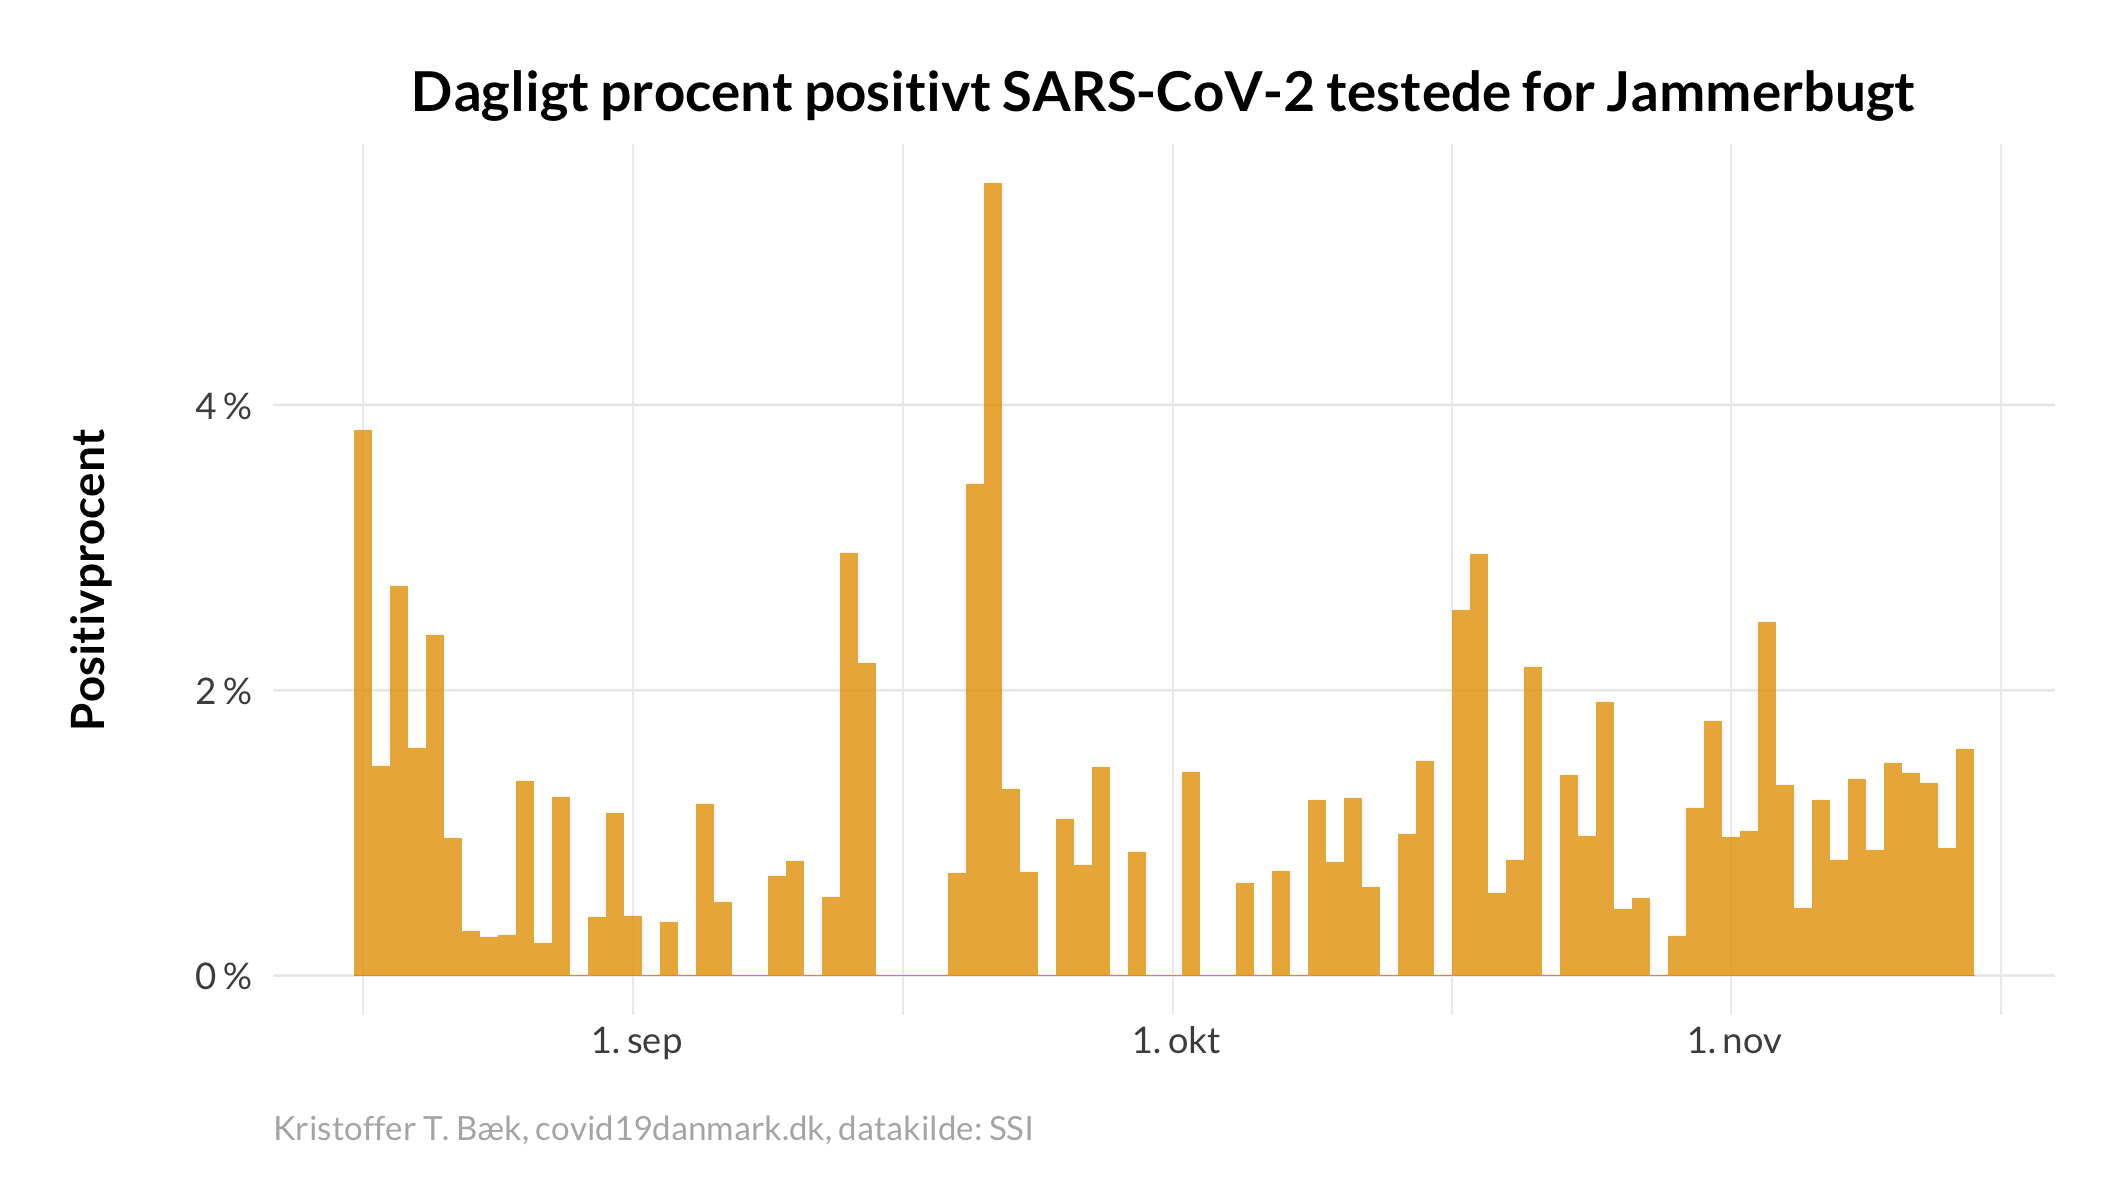 Dagligt procent positivt SARS-CoV-2 testede for Jammerbugt
Positivprocent
4 %
2 %
0 %
1. sep
1. okt
1. nov
Kristoffer T. Bæk, covid19danmark.dk, datakilde: SSI